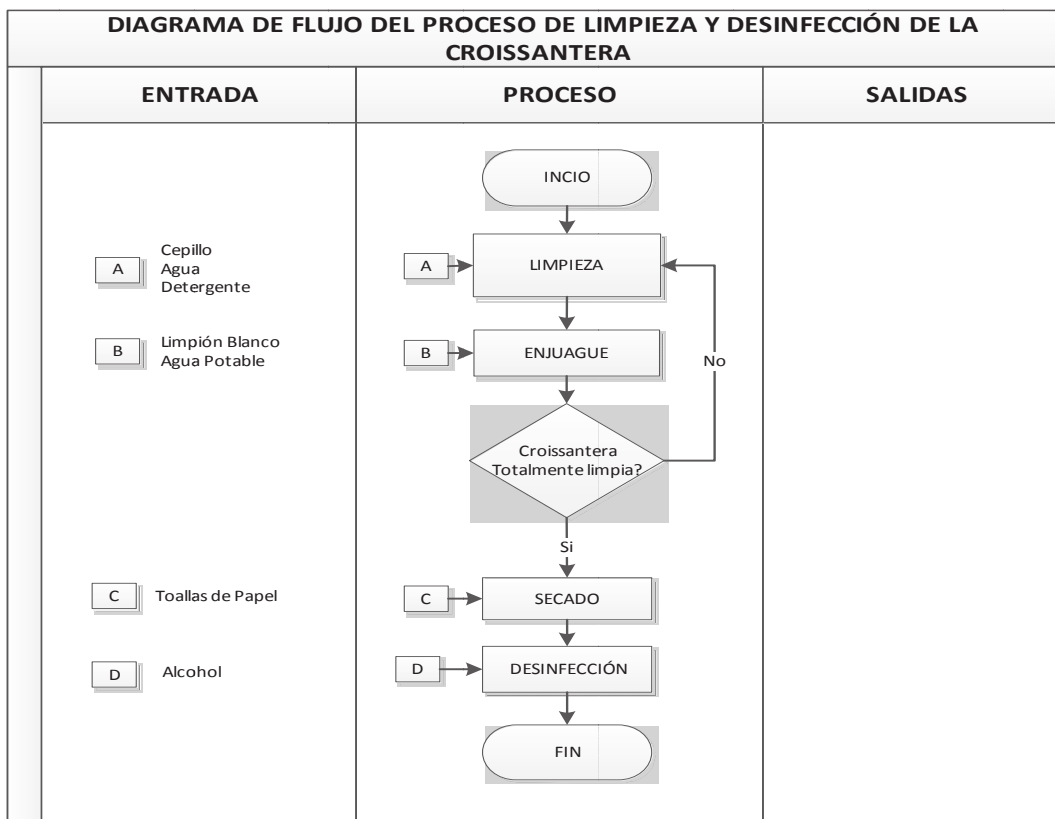 DIAGRAMA DE FLUJO DEL PROCESO DE LIMPIEZA Y DESINFECCIÓN DE LA
CROISSANTERA
ENTRADA
PROCESO
SALIDAS
INCIO
A
Cepillo
Agua
Detergente
A
LIMPIEZA
B
Limpión Blanco
Agua Potable
B
ENJUAGUE
No
Croissantera
Totalmente limpia?
Si
C
Toallas de Papel
C
SECADO
D
Alcohol
D
DESINFECCIÓN
FIN